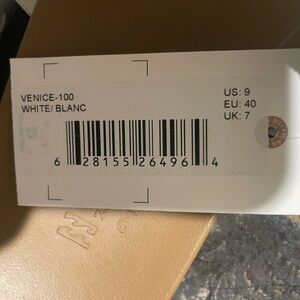 VENICE-100
WHITE/BLANC
US: 9
EU: 40
UK: 7
6 28155 26496 4